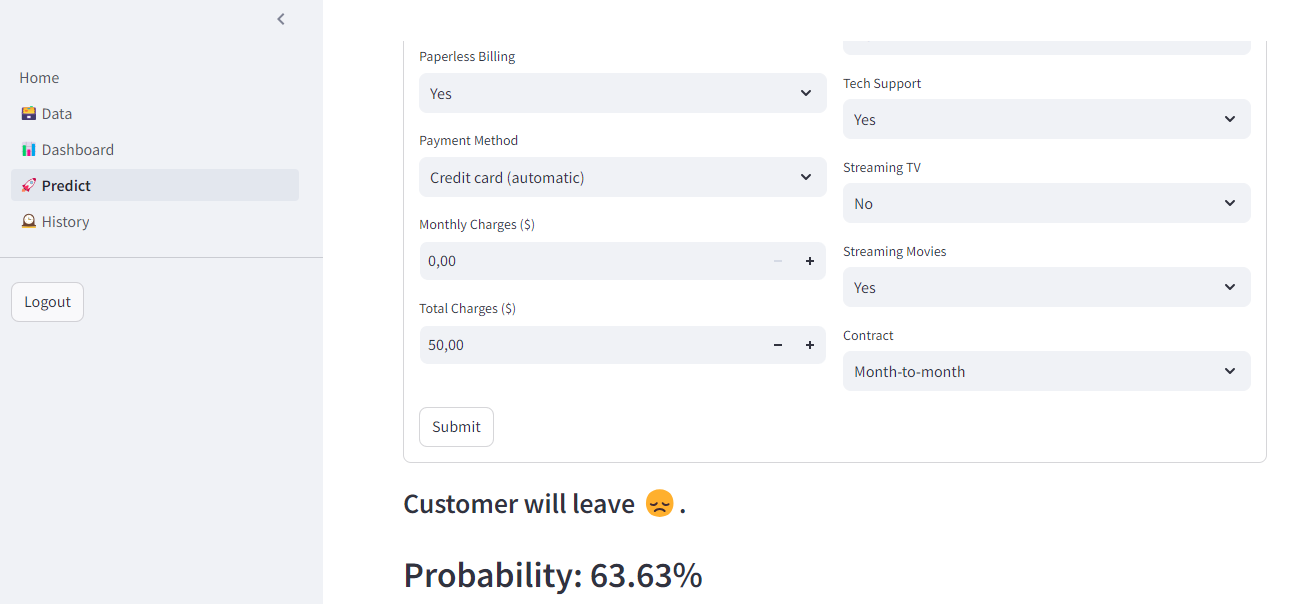 Home
Data
Dashboard
Predict
History
Logout
Paperless Billing
Yes
Payment Method
Credit card (automatic)
Monthly Charges ($)
0,00
Total Charges ($)
50,00
Tech Support
Yes
Streaming TV
No
Streaming Movies
Yes
Contract
Month-to-month
Submit
Customer will leave 😞 .
Probability: 63.63%